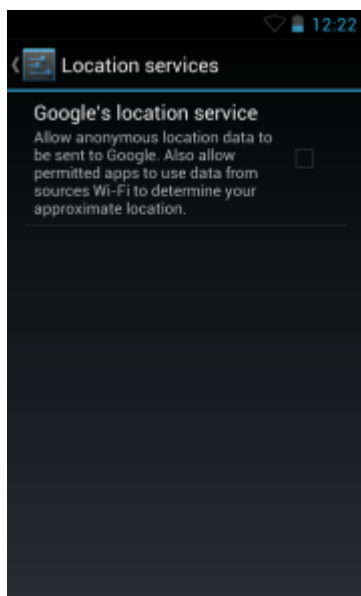 12:22
Location services
Google's location service
Allow anonymous location data to
be sent to Google. Also allow
permitted apps to use data from
sources Wi-Fi to determine your
approximate location.